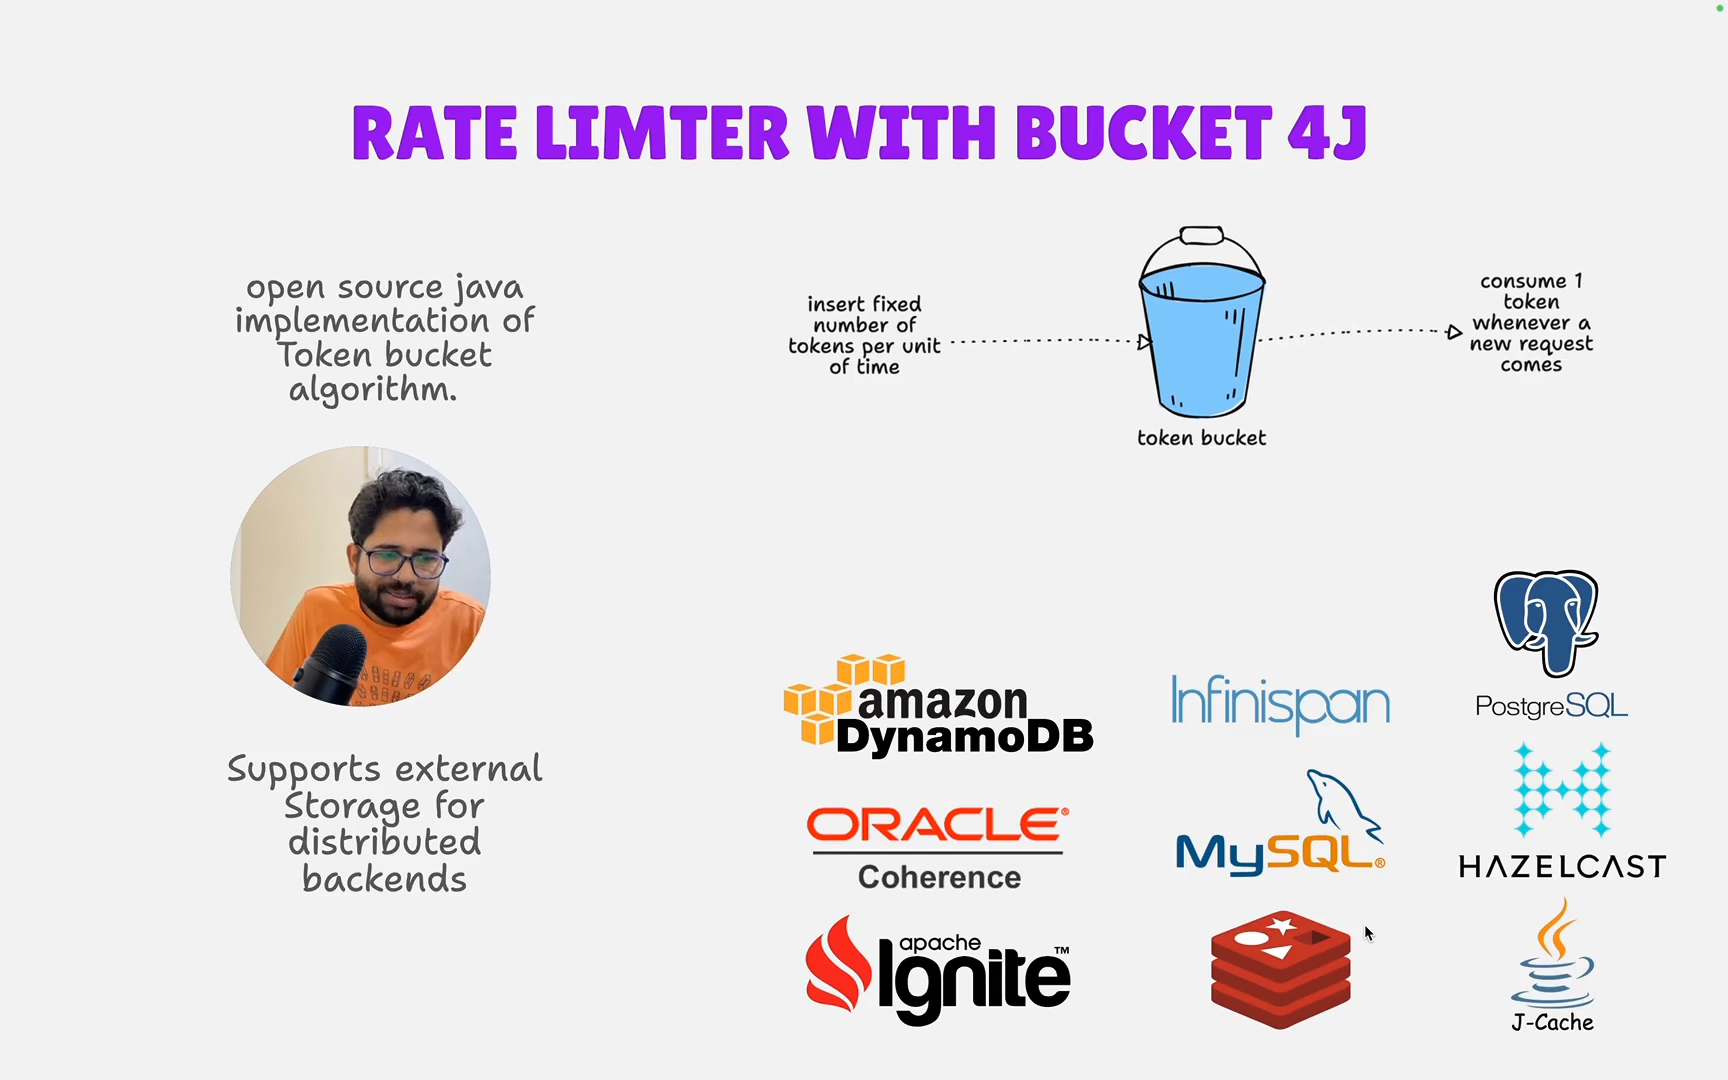 RATE LIMTER WITH BUCKET 4J
open source java
implementation of
Token bucket
algorithm.
insert fixed
number of
tokens per unit
of time
token bucket
consume 1
token
whenever a
new request
comes
Supports external
Storage for
distributed
backends
amazon
DynamoDB
Infinispan
PostgreSQL
ORACLE®
Coherence
MySQL®
HAZELCAST
apache
Ignite™
J-Cache